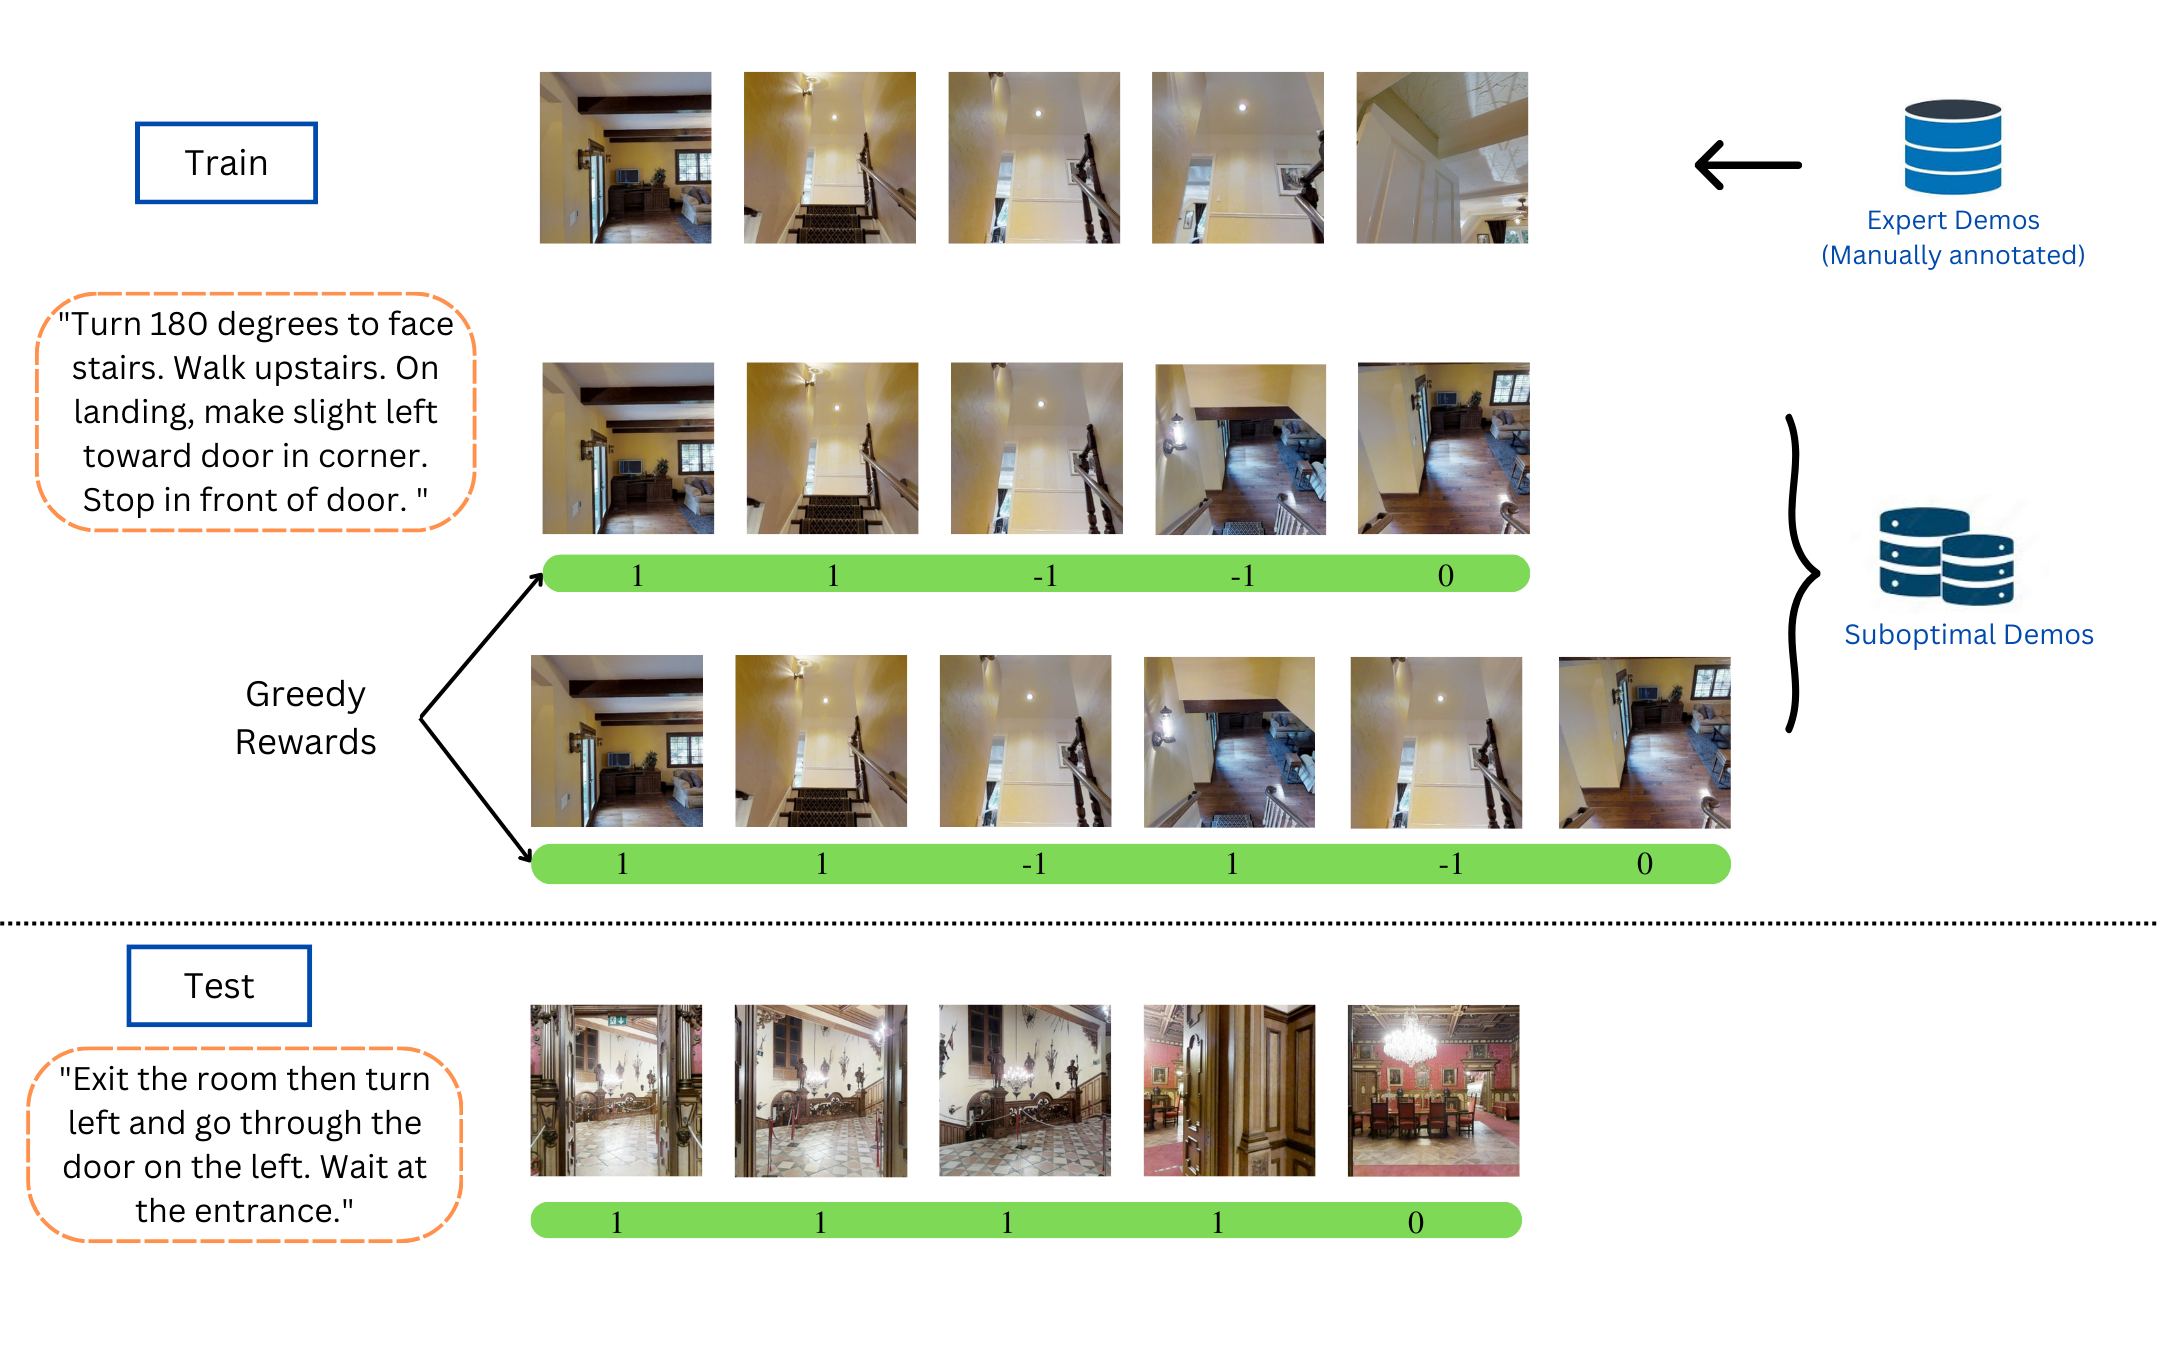 Train
Expert Demos
(Manually annotated)
"Turn 180 degrees to face
stairs. Walk upstairs. On
landing, make slight left
toward door in corner.
Stop in front of door. "
1 1 -1 -1 0
Suboptimal Demos
Greedy
Rewards
1 1 -1 1 -1 0
Test
"Exit the room then turn
left and go through the
door on the left. Wait at
the entrance."
1 1 1 1 0